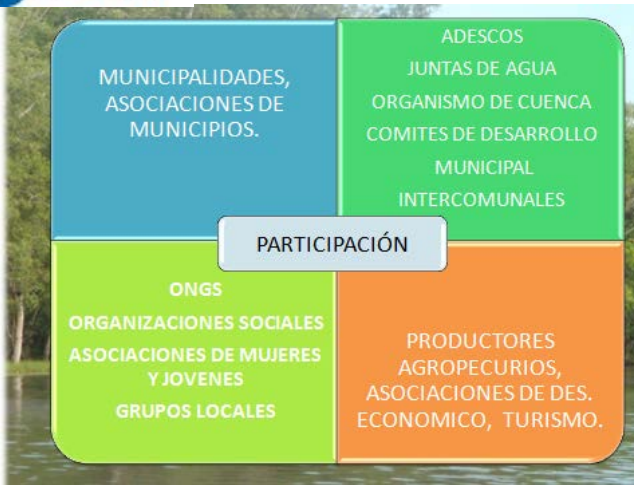 MUNICIPALIDADES,
ASOCIACIONES DE
MUNICIPIOS.
ADESCOS
JUNTAS DE AGUA
ORGANISMO DE CUENCA
COMITES DE DESARROLLO
MUNICIPAL
INTERCOMUNALES
PARTICIPACIÓN
ONGS
ORGANIZACIONES SOCIALES
ASOCIACIONES DE MUJERES
Y JOVENES
GRUPOS LOCALES
PRODUCTORES
AGROPECURIOS,
ASOCIACIONES DE DES.
ECONOMICO, TURISMO.